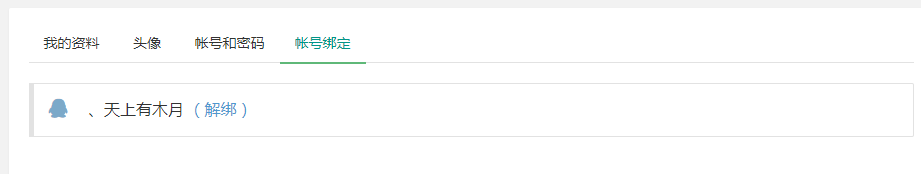 我的资料 头像 帐号和密码 帐号绑定
、天上有木月 （ 解绑 ）